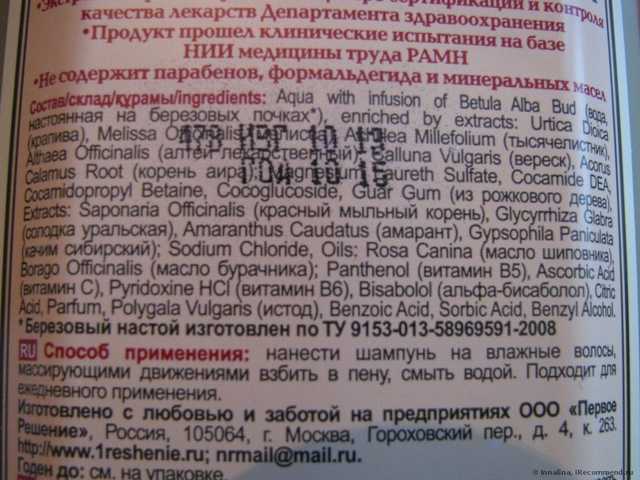 сертификации и контроля
качества лекарств Департамента здравоохранения
•Продукт прошел клинические испытания на базе
НИИ медицины труда РАМН
•Не содержит парабенов, формальдегида и минеральных масел
Состав/склад/құрамы/ingredients: Aqua with infusion of Betula Alba Bud (вода,
настоянная на березовых почках*), enriched by extracts: Urtica Dioica
(крапива), Melissa Millefolium (тысячелистник),
Althaea Officinalis (алтей лекарственный), Calluna Vulgaris (вереск), Acorus
Calamus Root (корень аира), Laureth Sulfate, Cocamide DEA,
Cocamidopropyl Betaine, Cocoglucoside, Guar Gum (из рожкового дерева),
Extracts: Saponaria Officinalis (красный мыльный корень), Glycyrrhiza Glabra
(солодка уральская), Amaranthus Caudatus (амарант), Gypsophila Paniculata
(качим сибирский); Sodium Chloride, Oils: Rosa Canina (масло шиповника),
Borago Officinalis (масло бурачника); Panthenol (витамин B5), Ascorbic Acid
(витамин C), Pyridoxine HCl (витамин B6), Bisabolol (альфа-бисаболол), Citric
Acid, Parfum, Polygala Vulgaris (истод), Benzoic Acid, Sorbic Acid, Benzyl Alcohol.
*Березовый настой изготовлен по ТУ 9153-013-58969591-2008
RU Способ применения: нанести шампунь на влажные волосы,
массирующими движениями взбить в пену, смыть водой. Подходит для
ежедневного применения.
Изготовлено с любовью и заботой на предприятиях ООО «Первое
Решение», Россия, 105064, г. Москва, Гороховский пер., д. 4, к. 263.
http://www.1reshenie.ru; nrmail@mail.ru.
Годен до: см. на упаковке.
© Innalina, IRecommend.ru